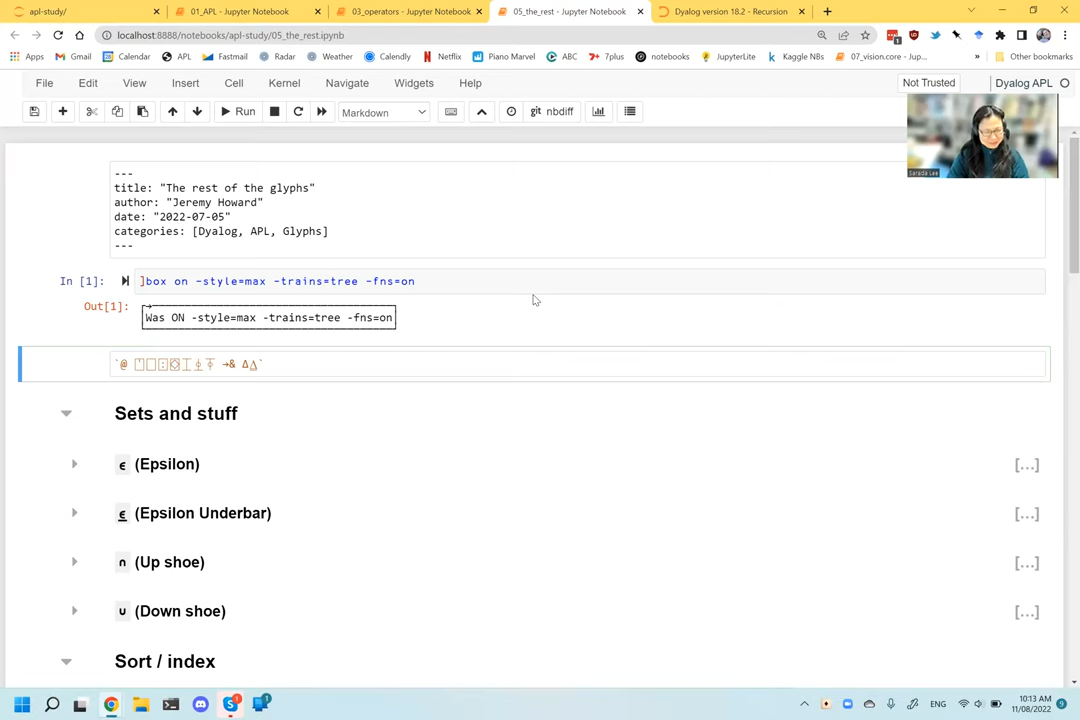 apl-study/
01_APL - Jupyter Notebook
03_operators - Jupyter Notebook
05_the_rest - Jupyter Notebook
Dyalog version 18.2 - Recursion
localhost:8888/notebooks/apl-study/05_the_rest.ipynb
Apps Gmail Calendar APL Fastmail Radar Weather Calendly Netflix Piano Marvel ABC 7plus notebooks JupyterLite Kaggle NBs 07_vision.core - Jup... Other bookmarks
File Edit View Insert Cell Kernel Navigate Widgets Help
Not Trusted
Dyalog APL
Run
Markdown
git nbdiff
Sarada Lee
---
title: "The rest of the glyphs"
author: "Jeremy Howard"
date: "2022-07-05"
categories: [Dyalog, APL, Glyphs]
---
In [1]: ]box on -style=max -trains=tree -fns=on
Out[1]: Was ON -style=max -trains=tree -fns=on
Sets and stuff
ϵ (Epsilon)
[...]
ϵ (Epsilon Underbar)
[...]
∩ (Up shoe)
[...]
∪ (Down shoe)
[...]
Sort / index
ENG
10:13 AM
11/08/2022